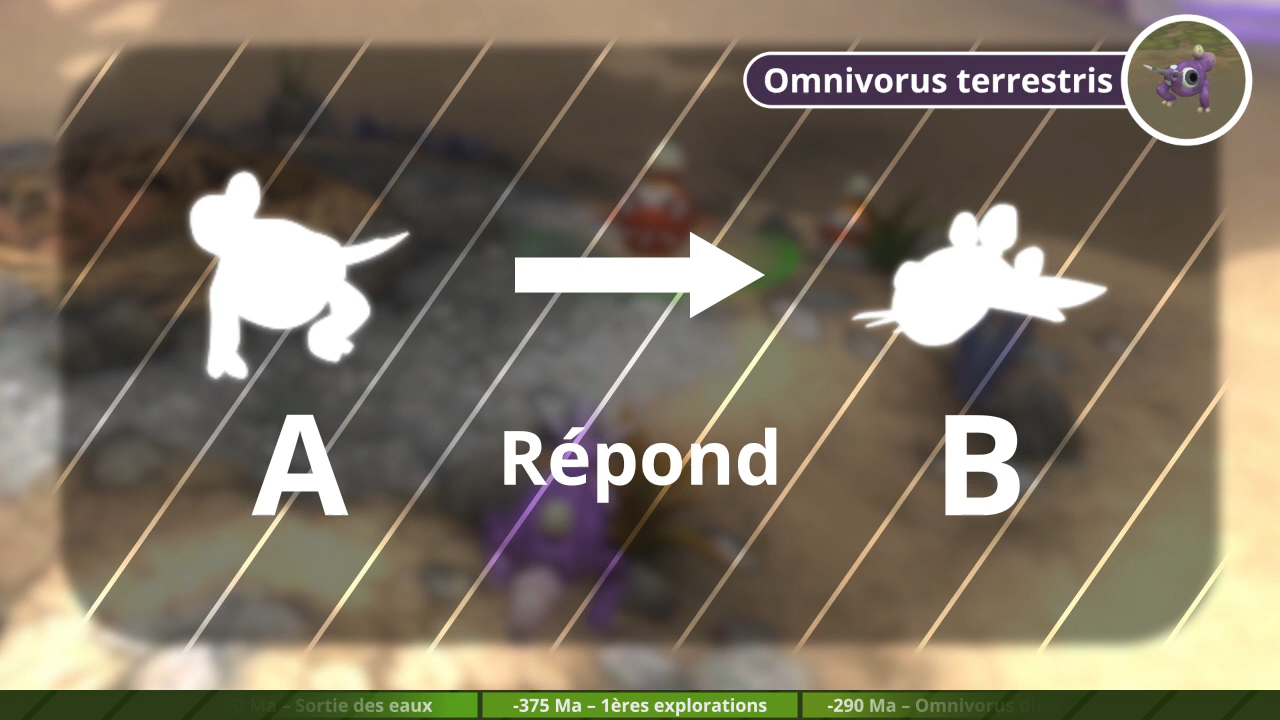 Omnivorus terrestris
A
Répond
B
Ma – Sortie des eaux
-375 Ma – 1ères explorations
-290 Ma – Omnivorus